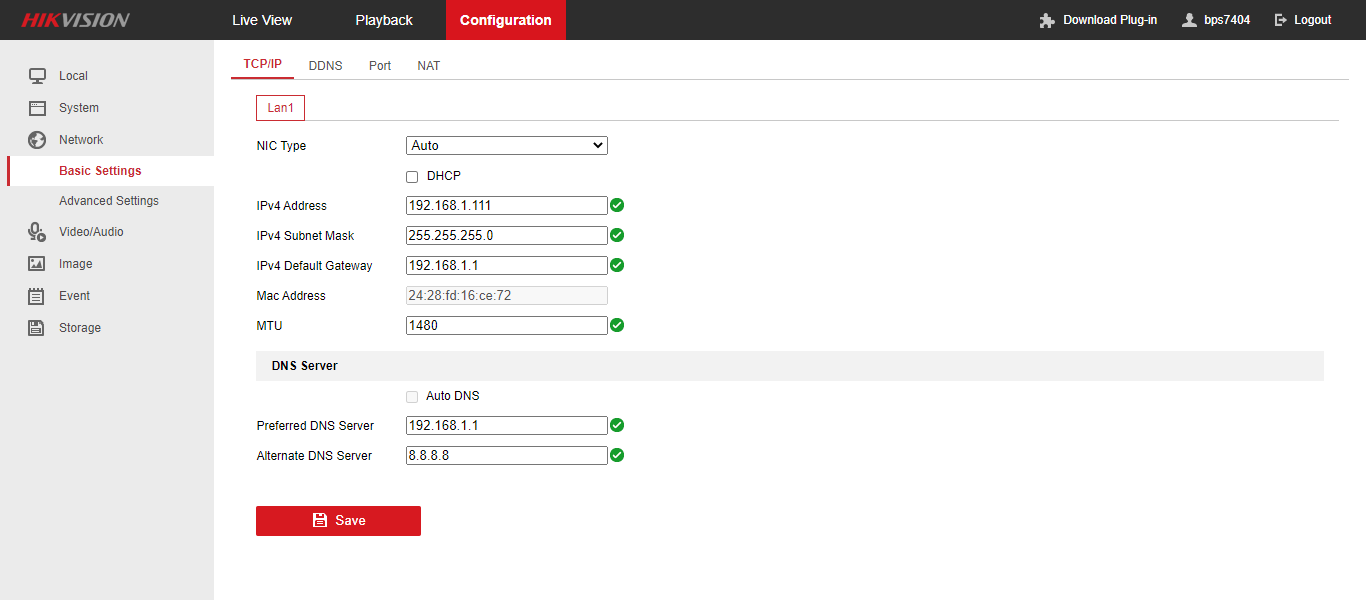 HIKVISION Live View Playback Configuration Download Plug-in bps7404 Logout
Local
System
Network
Basic Settings
Advanced Settings
Video/Audio
Image
Event
Storage
TCP/IP DDNS Port NAT
Lan1
NIC Type Auto
DHCP
IPv4 Address 192.168.1.111
IPv4 Subnet Mask 255.255.255.0
IPv4 Default Gateway 192.168.1.1
Mac Address 24:28:fd:16:ce:72
MTU 1480
DNS Server
Auto DNS
Preferred DNS Server 192.168.1.1
Alternate DNS Server 8.8.8.8
Save